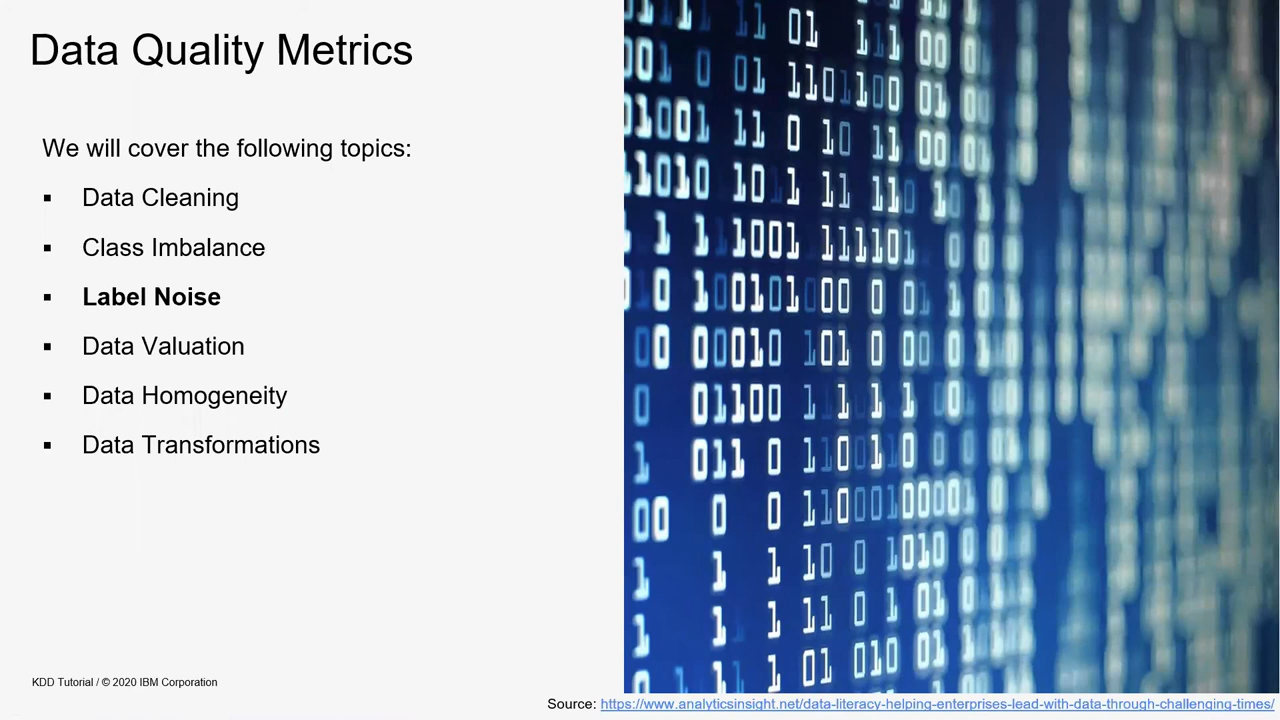 Data Quality Metrics
We will cover the following topics:
▪ Data Cleaning
▪ Class Imbalance
▪ Label Noise
▪ Data Valuation
▪ Data Homogeneity
▪ Data Transformations
KDD Tutorial / © 2020 IBM Corporation
Source: https://www.analyticsinsight.net/data-literacy-helping-enterprises-lead-with-data-through-challenging-times/